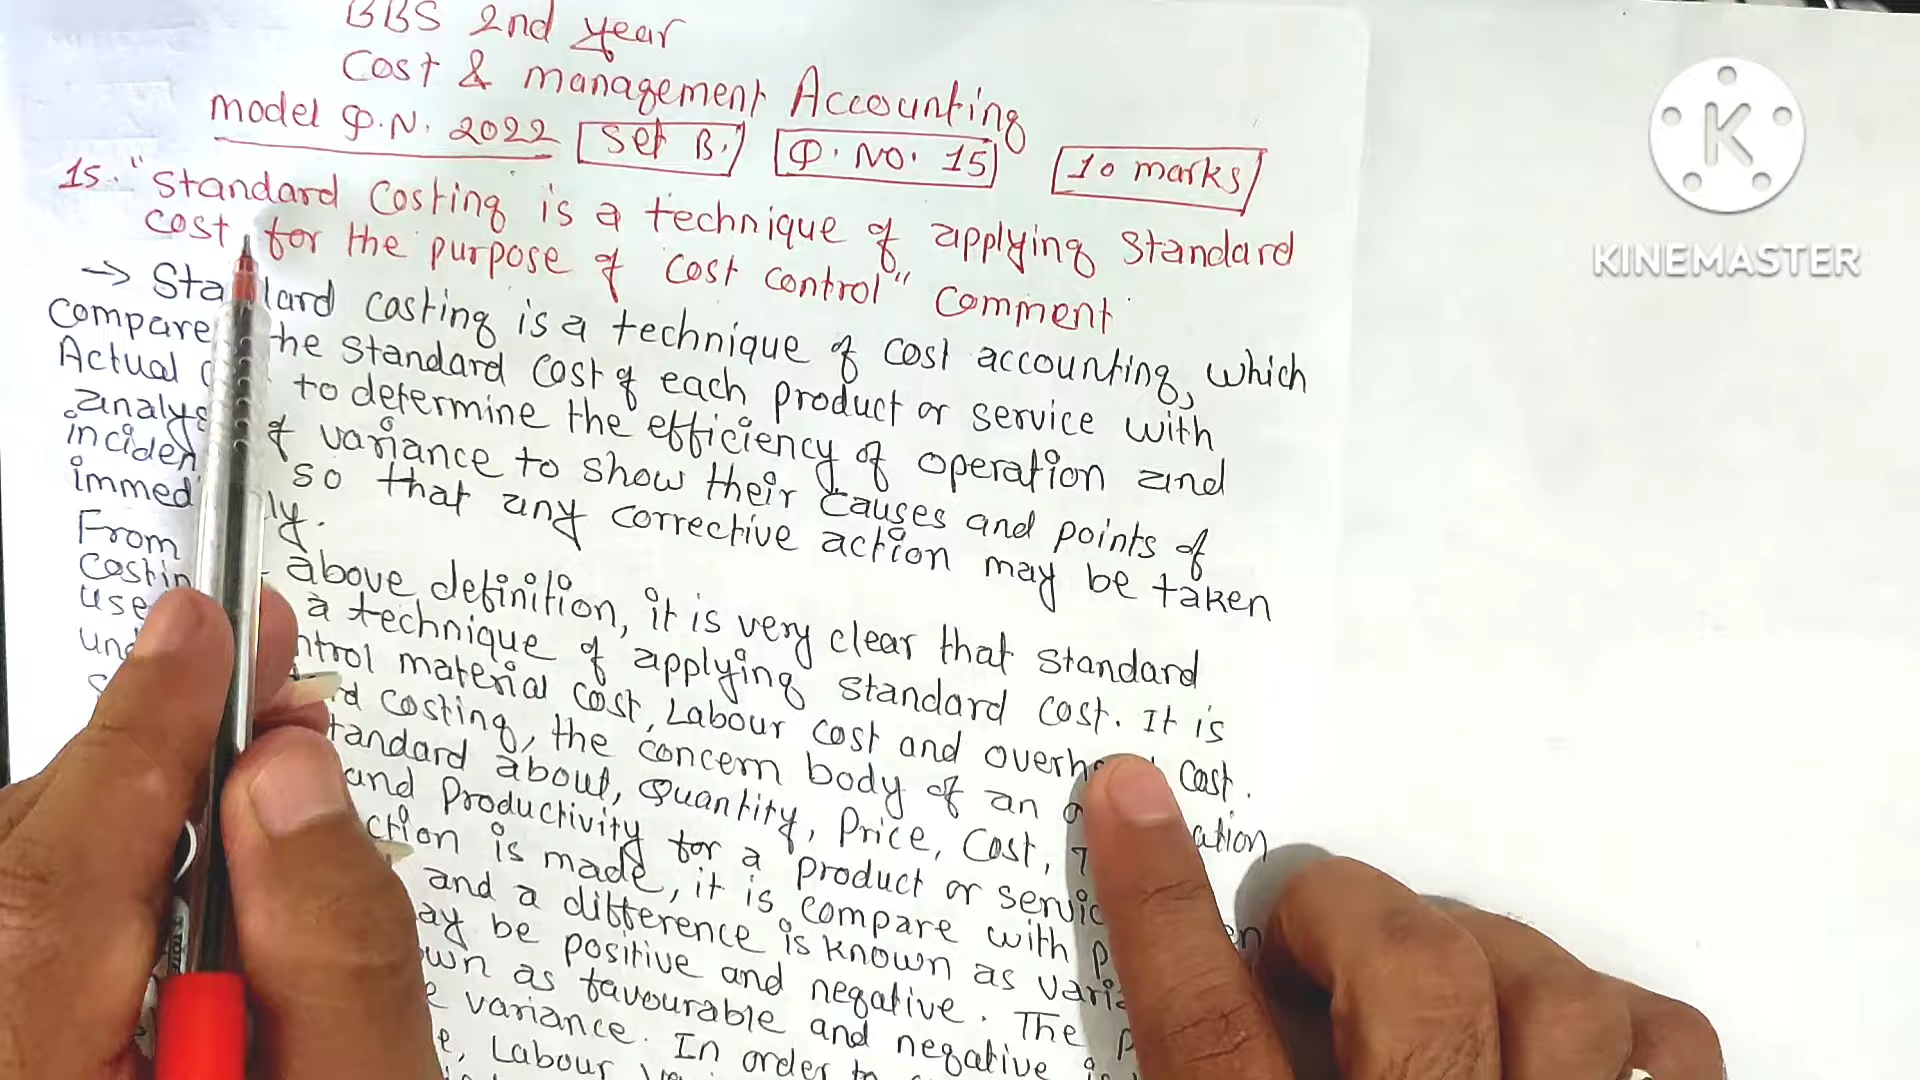 BBS 2nd year
Cost & management Accounting
model Q.N. 2022 Set B. Q. NO. 15 10 marks
15. "Standard Costing is a technique of applying Standard
cost for the purpose of cost control" Comment
→ Sta lard costing is a technique of cost accounting, which
compare the standard cost of each product or service with
Actual to determine the efficiency of operation and
analys of variance to show their causes and points of
inciden so that any corrective action may be taken
immed ly.
From above definition, it is very clear that standard
Costin a technique of applying standard cost. It is
use ntrol material cost, Labour cost and overh cost.
und d costing, the concern body of an ation
s tandard about, Quantity, Price, Cost,
and Productivity for a product or servic
ction is made, it is compare with
and a difference is known as varia
ay be positive and negative. The
own as favourable and negative
e variance. In order to
e, Labour